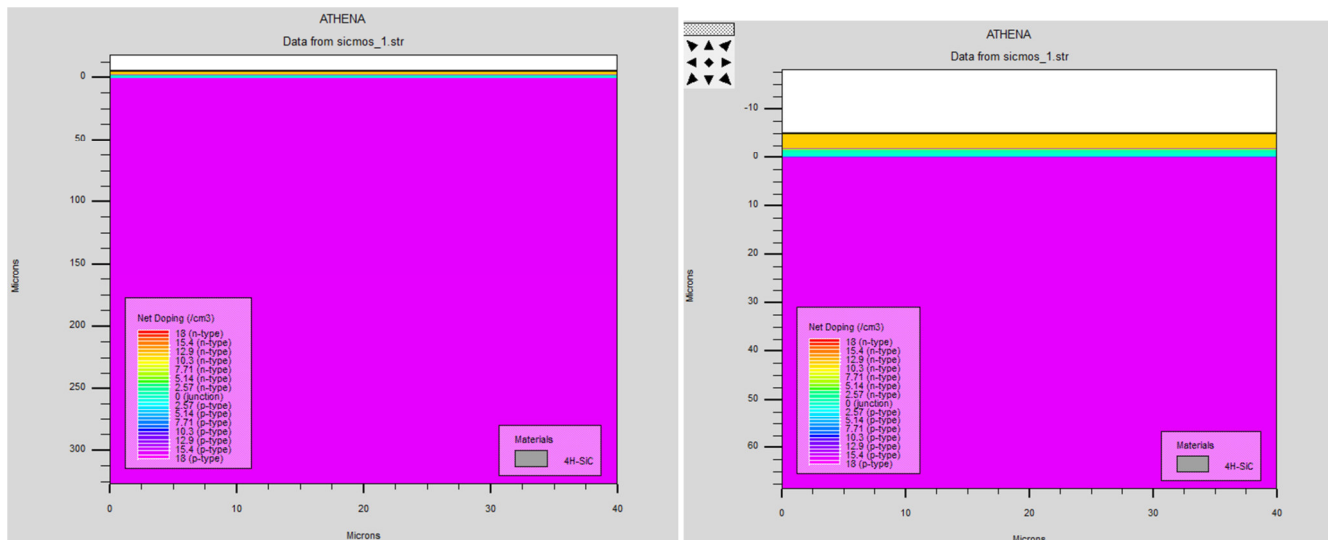 ATHENA
Data from sicmos_1.str
0
50
100
150
200
250
300
Microns
Net Doping (/cm3)
18 (n-type)
15.4 (n-type)
12.9 (n-type)
10.3 (n-type)
7.71 (n-type)
5.14 (n-type)
2.57 (n-type)
0 (junction)
2.57 (p-type)
5.14 (p-type)
7.71 (p-type)
10.3 (p-type)
12.9 (p-type)
15.4 (p-type)
18 (p-type)
Materials
4H-SiC
0 10 20 30 40
Microns
ATHENA
Data from sicmos_1.str
-10
0
10
20
30
40
50
60
Microns
Net Doping (/cm3)
18 (n-type)
15.4 (n-type)
12.9 (n-type)
10.3 (n-type)
7.71 (n-type)
5.14 (n-type)
2.57 (n-type)
0 (junction)
2.57 (p-type)
5.14 (p-type)
7.71 (p-type)
10.3 (p-type)
12.9 (p-type)
15.4 (p-type)
18 (p-type)
Materials
4H-SiC
0 10 20 30 40
Microns